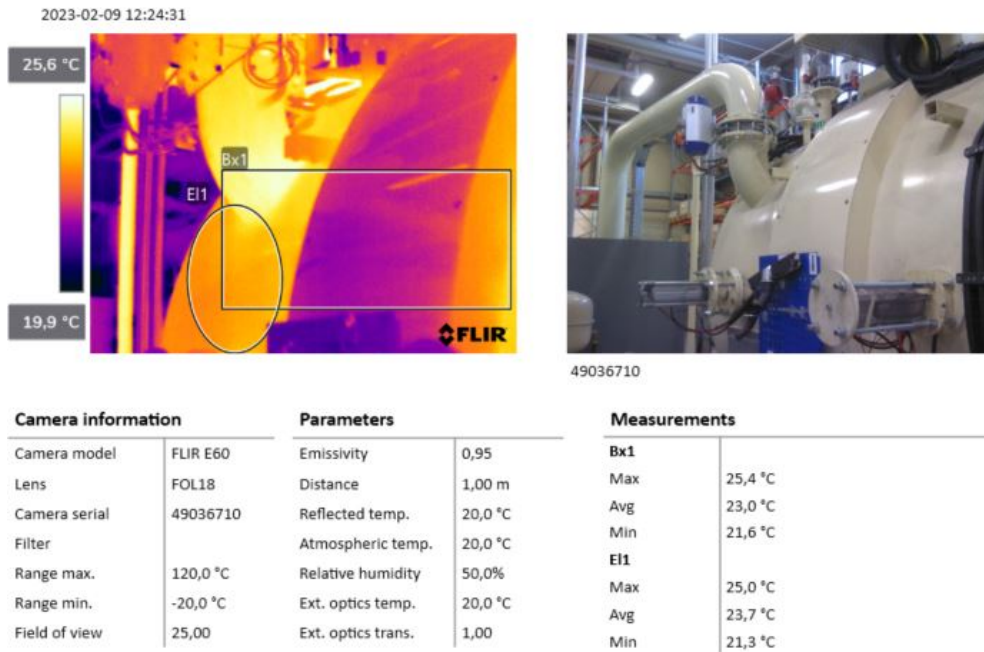 2023-02-09 12:24:31
25,6 °C
Bx1
El1
19,9 °C
FLIR
49036710
Camera information
Camera model FLIR E60
Lens FOL18
Camera serial 49036710
Filter
Range max. 120,0 °C
Range min. -20,0 °C
Field of view 25,00
Parameters
Emissivity 0,95
Distance 1,00 m
Reflected temp. 20,0 °C
Atmospheric temp. 20,0 °C
Relative humidity 50,0%
Ext. optics temp. 20,0 °C
Ext. optics trans. 1,00
Measurements
Bx1
Max 25,4 °C
Avg 23,0 °C
Min 21,6 °C
El1
Max 25,0 °C
Avg 23,7 °C
Min 21,3 °C